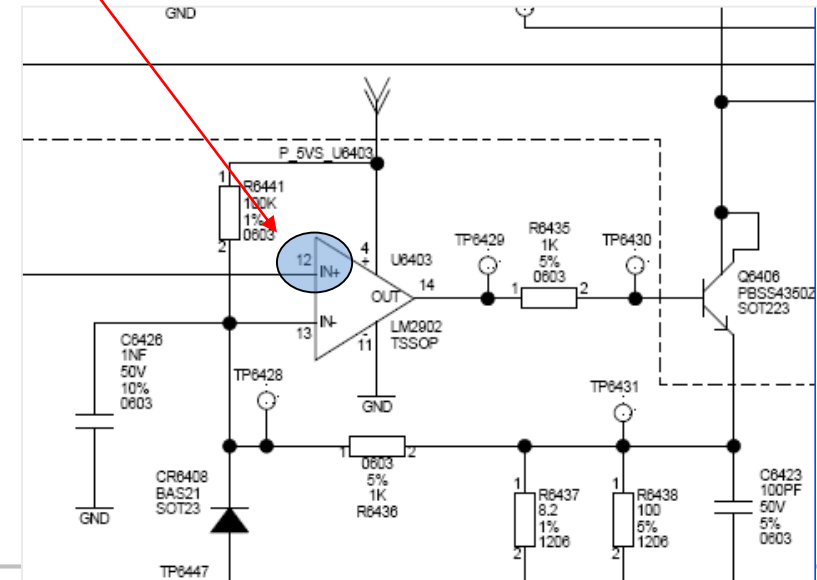 GND
P_5VS_U6403
1
R6441
100K
1%
0603
2
12
IN+
4
+
U6403
14
OUT
IN-
13
-
11
LM2902
TSSOP
GND
TP6429
R6435
1K
5%
0603
1
2
TP6430
Q6406
PBSS4350Z
SOT223
C6426
1NF
50V
10%
0603
GND
TP6428
TP6431
1
2
0603
5%
1K
R6436
CR6408
BAS21
SOT23
1
R6437
8.2
1%
1206
2
1
R6438
100
5%
1206
2
C6423
100PF
50V
5%
0603
TP6447